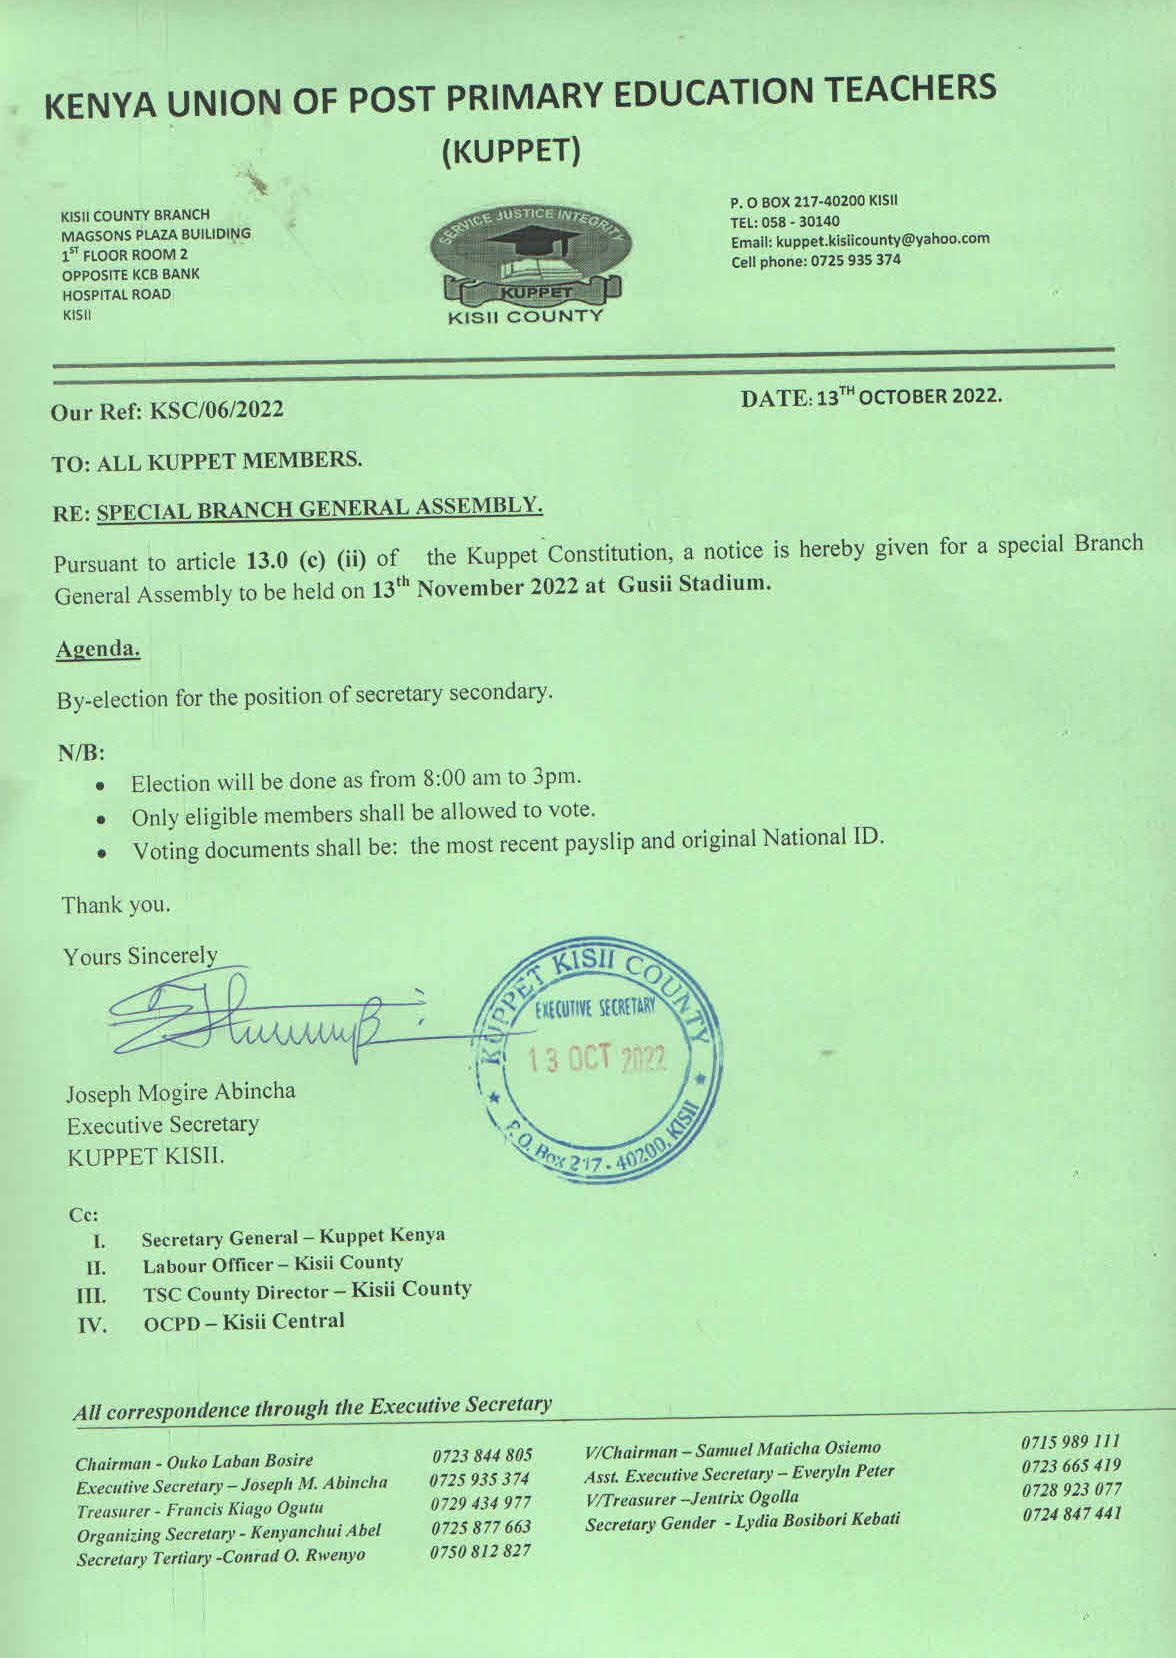 KENYA UNION OF POST PRIMARY EDUCATION TEACHERS
(KUPPET)
KISII COUNTY BRANCH
MAGSONS PLAZA BUILIDING
1ST FLOOR ROOM 2
OPPOSITE KCB BANK
HOSPITAL ROAD
KISII
SERVICE JUSTICE INTEGRITY
KUPPET
KISII COUNTY
P. O BOX 217-40200 KISII
TEL: 058 - 30140
Email: kuppet.kisiicounty@yahoo.com
Cell phone: 0725 935 374
Our Ref: KSC/06/2022
DATE: 13TH OCTOBER 2022.
TO: ALL KUPPET MEMBERS.
RE: SPECIAL BRANCH GENERAL ASSEMBLY.
Pursuant to article 13.0 (c) (ii) of the Kuppet Constitution, a notice is hereby given for a special Branch
General Assembly to be held on 13th November 2022 at Gusii Stadium.
Agenda.
By-election for the position of secretary secondary.
N/B:
• Election will be done as from 8:00 am to 3pm.
• Only eligible members shall be allowed to vote.
• Voting documents shall be: the most recent payslip and original National ID.
Thank you.
Yours Sincerely
KUPPET KISII COUNTY
EXECUTIVE SECRETARY
13 OCT 2022
P.O. Box 217-40200, KISII
Joseph Mogire Abincha
Executive Secretary
KUPPET KISII.
Cc:
I. Secretary General – Kuppet Kenya
II. Labour Officer – Kisii County
III. TSC County Director – Kisii County
IV. OCPD – Kisii Central
All correspondence through the Executive Secretary
Chairman - Ouko Laban Bosire 0723 844 805
Executive Secretary – Joseph M. Abincha 0725 935 374
Treasurer - Francis Kiago Ogutu 0729 434 977
Organizing Secretary - Kenyanchui Abel 0725 877 663
Secretary Tertiary -Conrad O. Rwenyo 0750 812 827
V/Chairman – Samuel Maticha Osiemo 0715 989 111
Asst. Executive Secretary – Everyln Peter 0723 665 419
V/Treasurer –Jentrix Ogolla 0728 923 077
Secretary Gender - Lydia Bosibori Kebati 0724 847 441